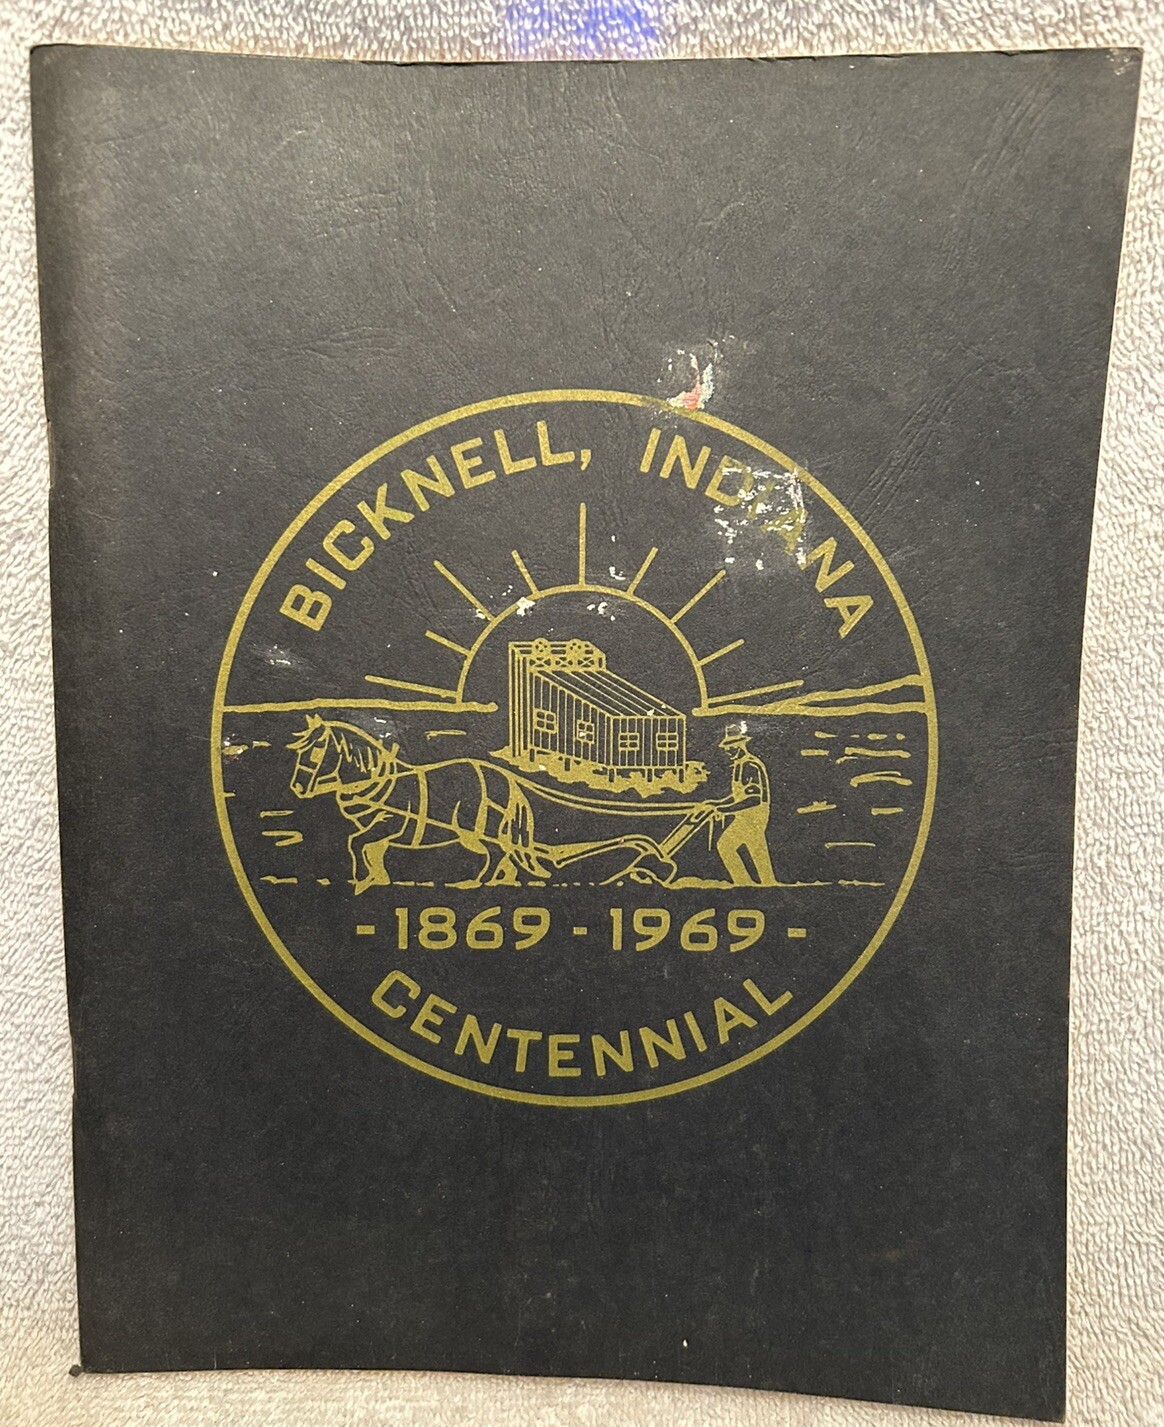 BICKNELL, INDIANA
- 1869 - 1969 -
CENTENNIAL